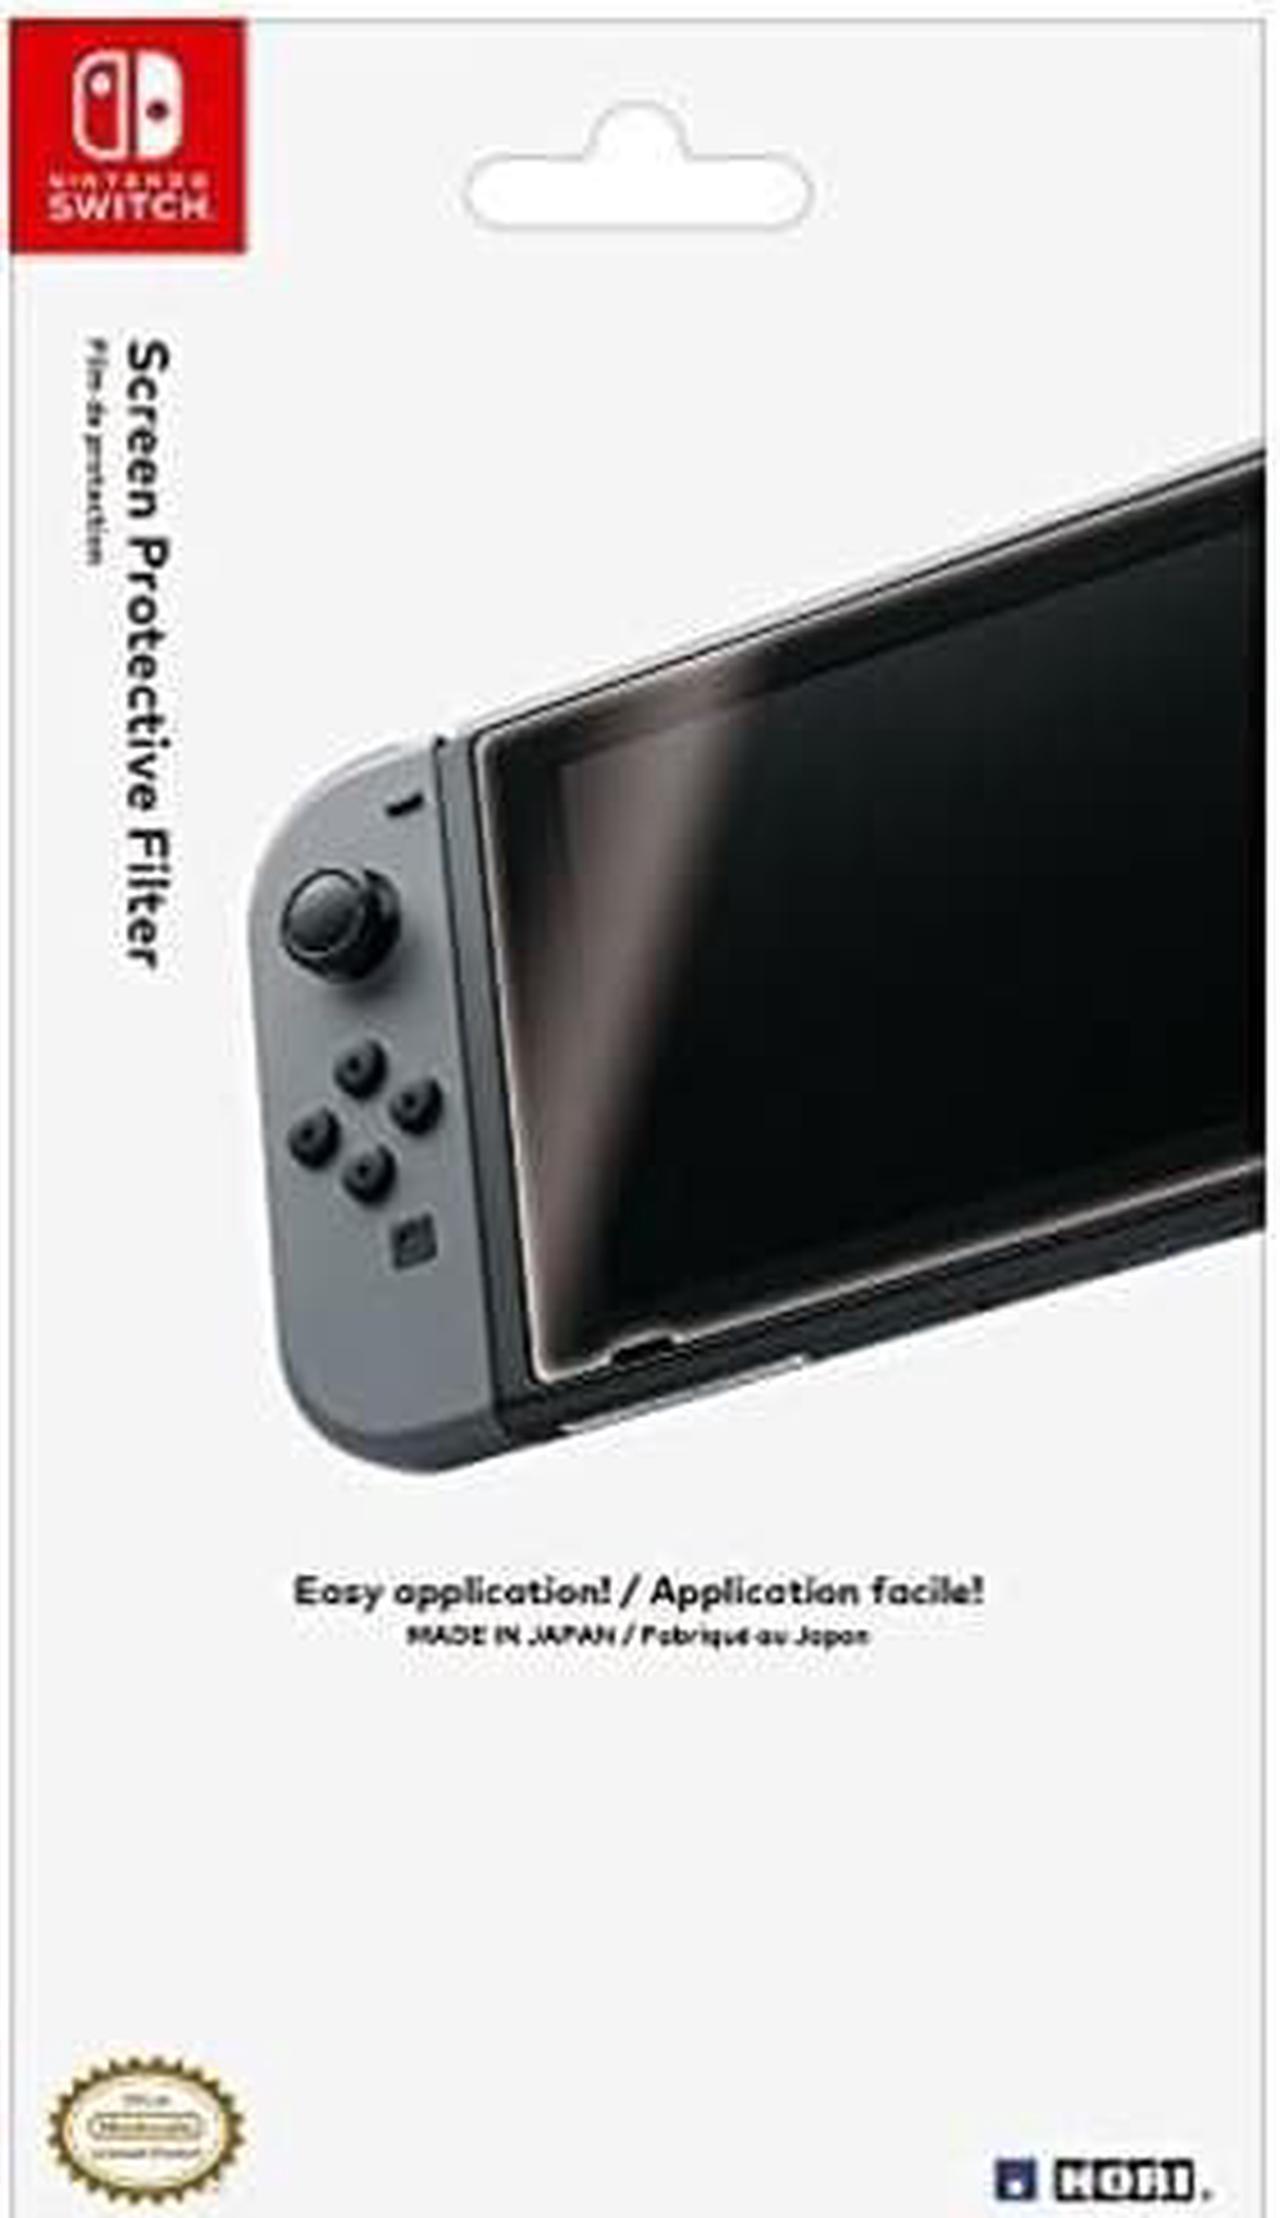 NINTENDO
SWITCH
Screen Protective Filter
Film de protection
Easy application! / Application facile!
MADE IN JAPAN / Fabriqué au Japon
Nintendo
HORI